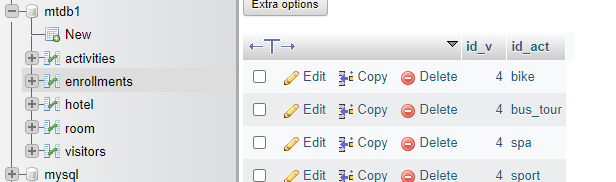 mtdb1
New
activities
enrollments
hotel
room
visitors
mysql
Extra options
id_v id_act
Edit Copy Delete 4 bike
Edit Copy Delete 4 bus_tour
Edit Copy Delete 4 spa
Edit Copy Delete 4 sport